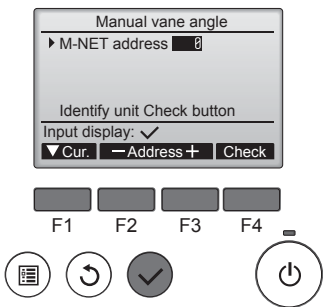 Manual vane angle
▶ M-NET address 0
Identify unit Check button
Input display: ✓
▼ Cur. − Address + Check
F1 F2 F3 F4